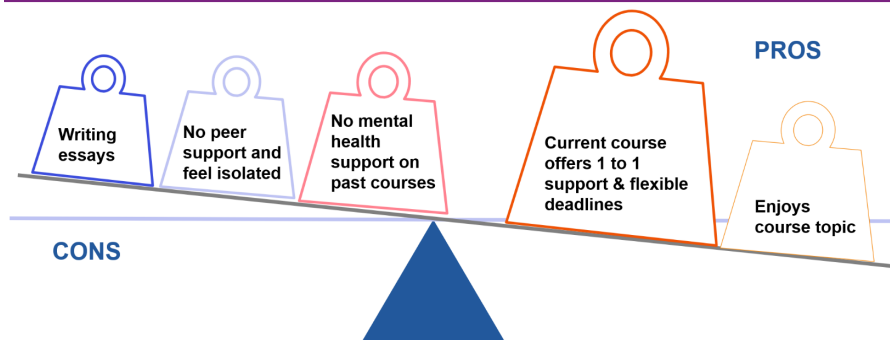 PROS
Writing
essays
No peer
support and
feel isolated
No mental
health
support on
past courses
Current course
offers 1 to 1
support & flexible
deadlines
Enjoys
course topic
CONS